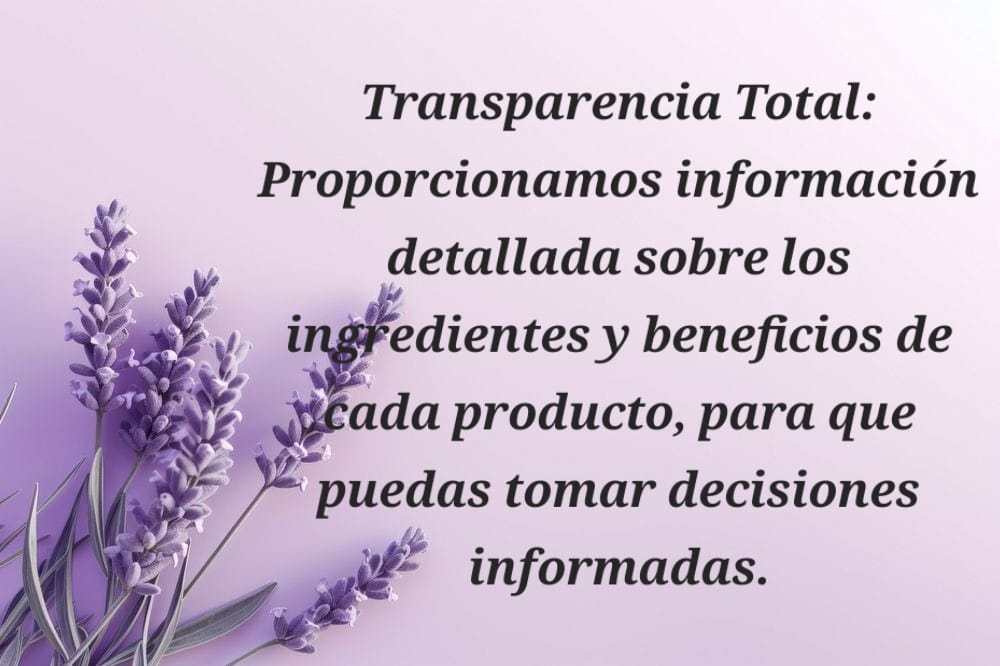 Transparencia Total:
Proporcionamos información
detallada sobre los
ingredientes y beneficios de
cada producto, para que
puedas tomar decisiones
informadas.